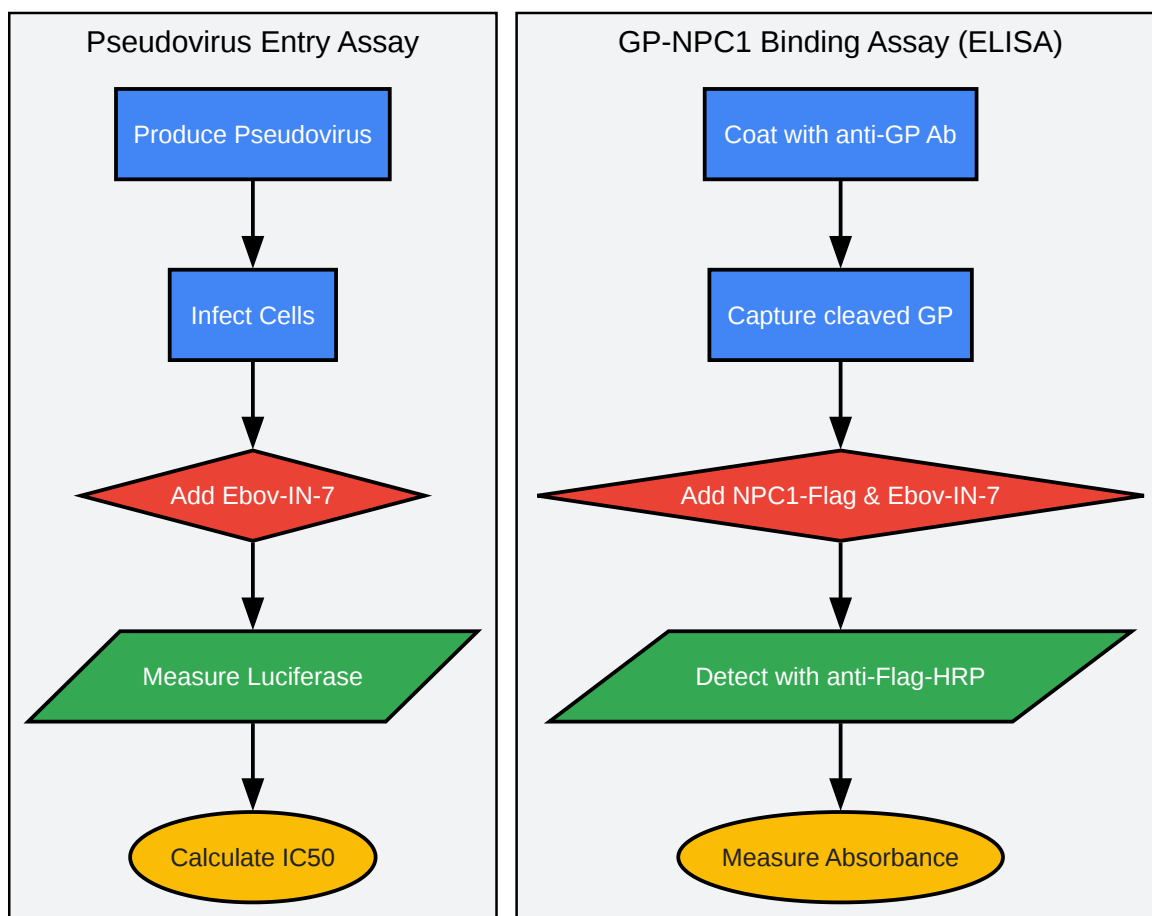 Pseudovirus Entry Assay
Produce Pseudovirus
Infect Cells
Add Ebov-IN-7
Measure Luciferase
Calculate IC50
GP-NPC1 Binding Assay (ELISA)
Coat with anti-GP Ab
Capture cleaved GP
Add NPC1-Flag & Ebov-IN-7
Detect with anti-Flag-HRP
Measure Absorbance